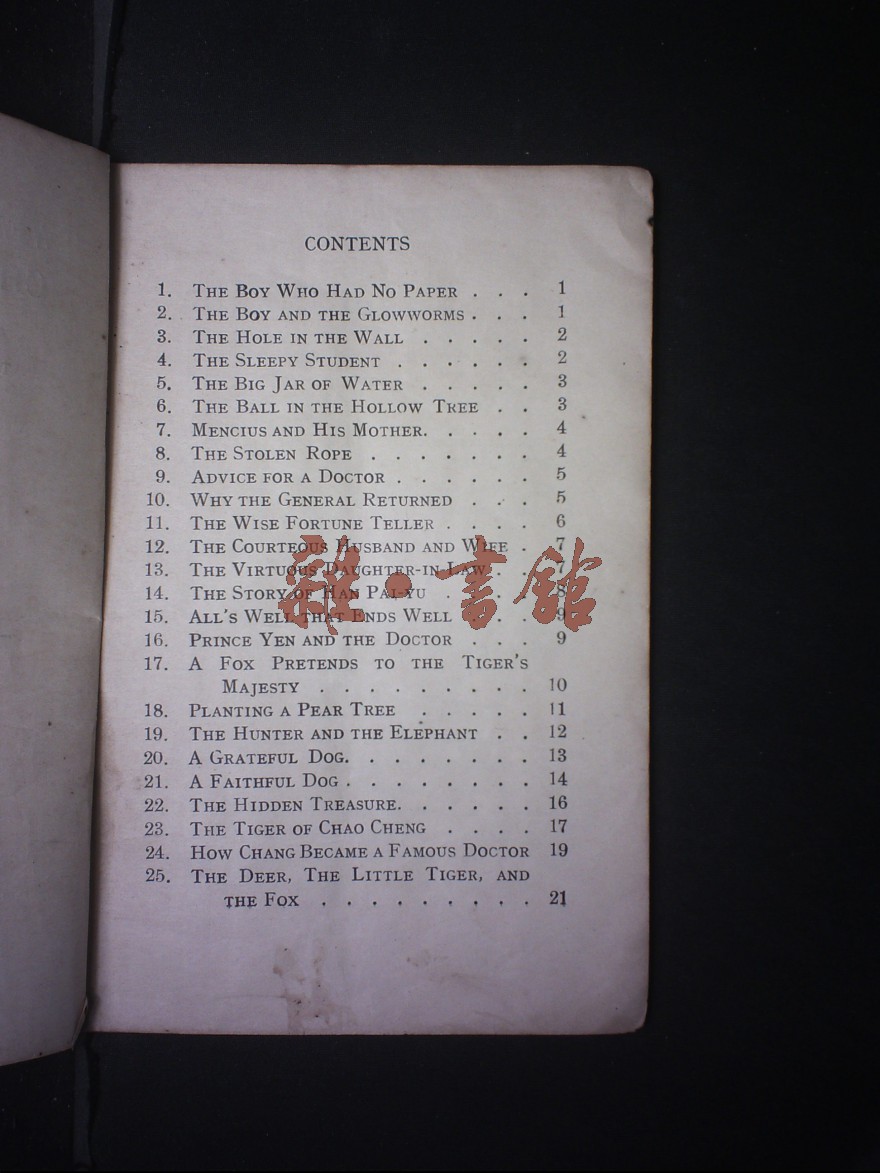 CONTENTS
1. THE BOY WHO HAD NO PAPER . . . 1
2. THE BOY AND THE GLOWWORMS . . . 1
3. THE HOLE IN THE WALL . . . . . 2
4. THE SLEEPY STUDENT . . . . . . 2
5. THE BIG JAR OF WATER . . . . . 3
6. THE BALL IN THE HOLLOW TREE . . 3
7. MENCIUS AND HIS MOTHER. . . . . 4
8. THE STOLEN ROPE . . . . . . . 4
9. ADVICE FOR A DOCTOR . . . . . . 5
10. WHY THE GENERAL RETURNED . . . 5
11. THE WISE FORTUNE TELLER . . . . 6
12. THE COURTEOUS HUSBAND AND WIFE . 7
13. THE VIRTUOUS DAUGHTER-IN-LAW . . 7
14. THE STORY OF HAN PAI-YU . . . . 8
15. ALL'S WELL THAT ENDS WELL . . . 9
16. PRINCE YEN AND THE DOCTOR . . . 9
17. A FOX PRETENDS TO THE TIGER'S
MAJESTY . . . . . . . . . 10
18. PLANTING A PEAR TREE . . . . . 11
19. THE HUNTER AND THE ELEPHANT . . 12
20. A GRATEFUL DOG. . . . . . . . 13
21. A FAITHFUL DOG . . . . . . . . 14
22. THE HIDDEN TREASURE. . . . . . 16
23. THE TIGER OF CHAO CHENG . . . . 17
24. HOW CHANG BECAME A FAMOUS DOCTOR 19
25. THE DEER, THE LITTLE TIGER, AND
THE FOX . . . . . . . . . 21
雜·書館